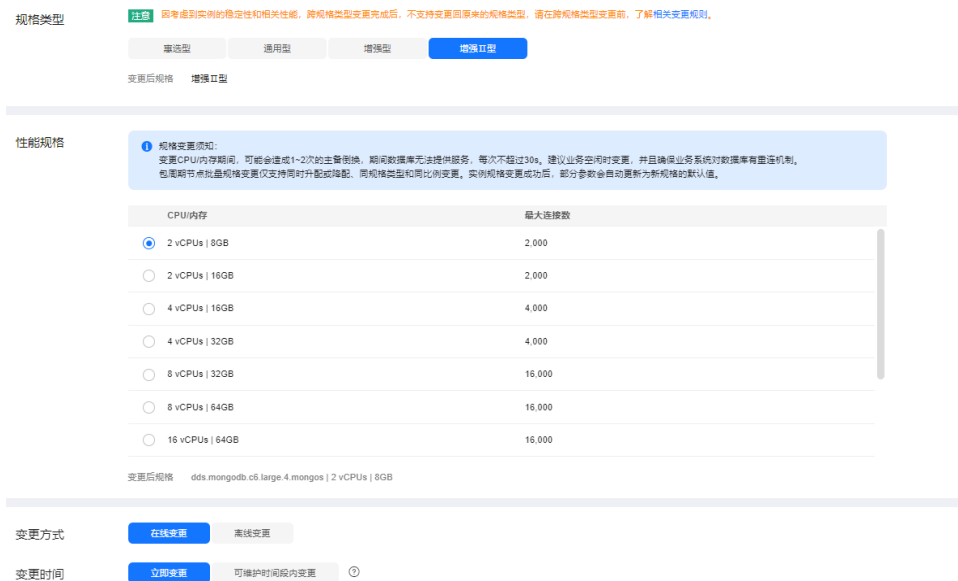 规格类型
注意 因考虑到实例的稳定性和相关性能，跨规格类型变更完成后，不支持变更回原来的规格类型，请在跨规格类型变更前，了解相关变更规则。
甄选型 通用型 增强型 增强II型
变更后规格 增强II型
性能规格
规格变更须知:
变更CPU/内存期间，可能会造成1~2次的主备倒换，期间数据库无法提供服务，每次不超过30s。建议业务空闲时变更，并且确保业务系统对数据库有重连机制。
包周期节点批量规格变更仅支持同时升配或降配、同规格类型和同比例变更。实例规格变更成功后，部分参数会自动更新为新规格的默认值。
CPU/内存 最大连接数
2 vCPUs | 8GB 2,000
2 vCPUs | 16GB 2,000
4 vCPUs | 16GB 4,000
4 vCPUs | 32GB 4,000
8 vCPUs | 32GB 16,000
8 vCPUs | 64GB 16,000
16 vCPUs | 64GB 16,000
变更后规格 dds.mongodb.c6.large.4.mongos | 2 vCPUs | 8GB
变更方式 在线变更 离线变更
变更时间 立即变更 可维护时间段内变更